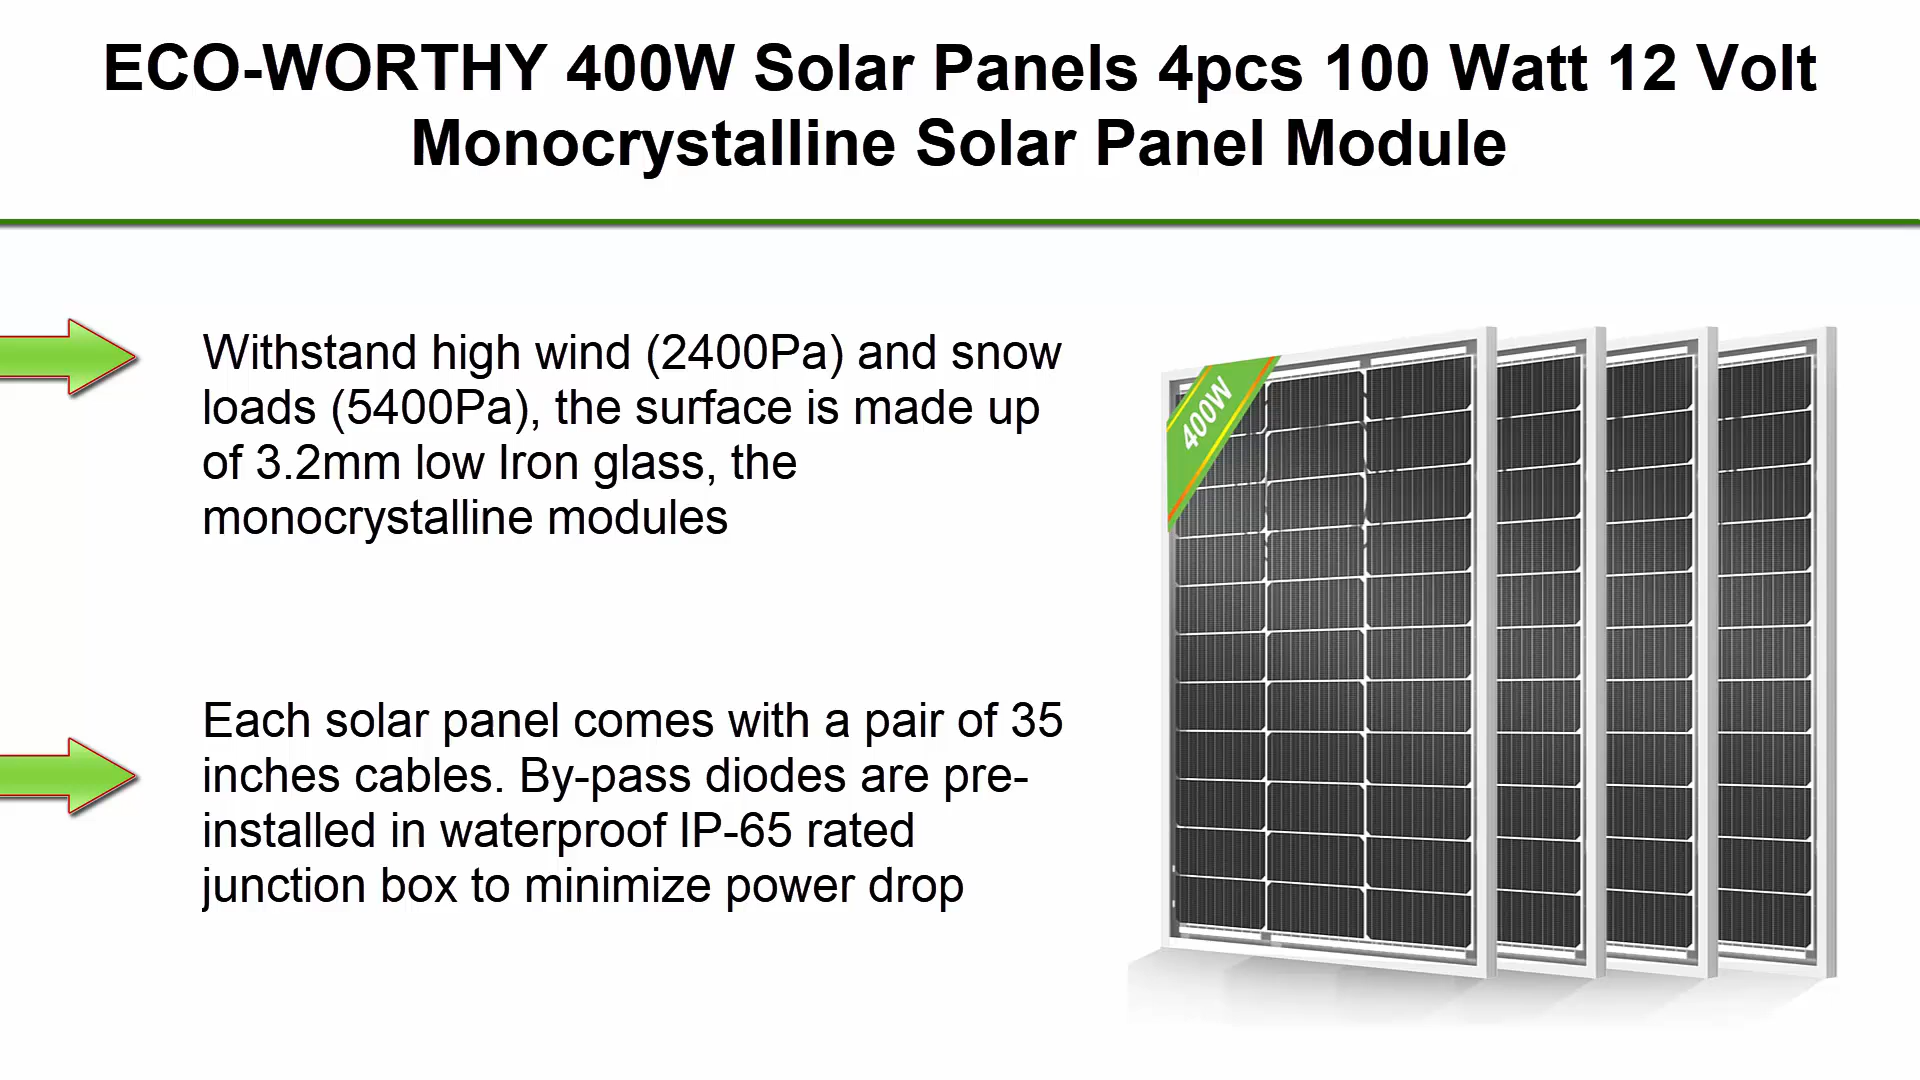 ECO-WORTHY 400W Solar Panels 4pcs 100 Watt 12 Volt
Monocrystalline Solar Panel Module
Withstand high wind (2400Pa) and snow
loads (5400Pa), the surface is made up
of 3.2mm low Iron glass, the
monocrystalline modules
Each solar panel comes with a pair of 35
inches cables. By-pass diodes are pre-
installed in waterproof IP-65 rated
junction box to minimize power drop
400W